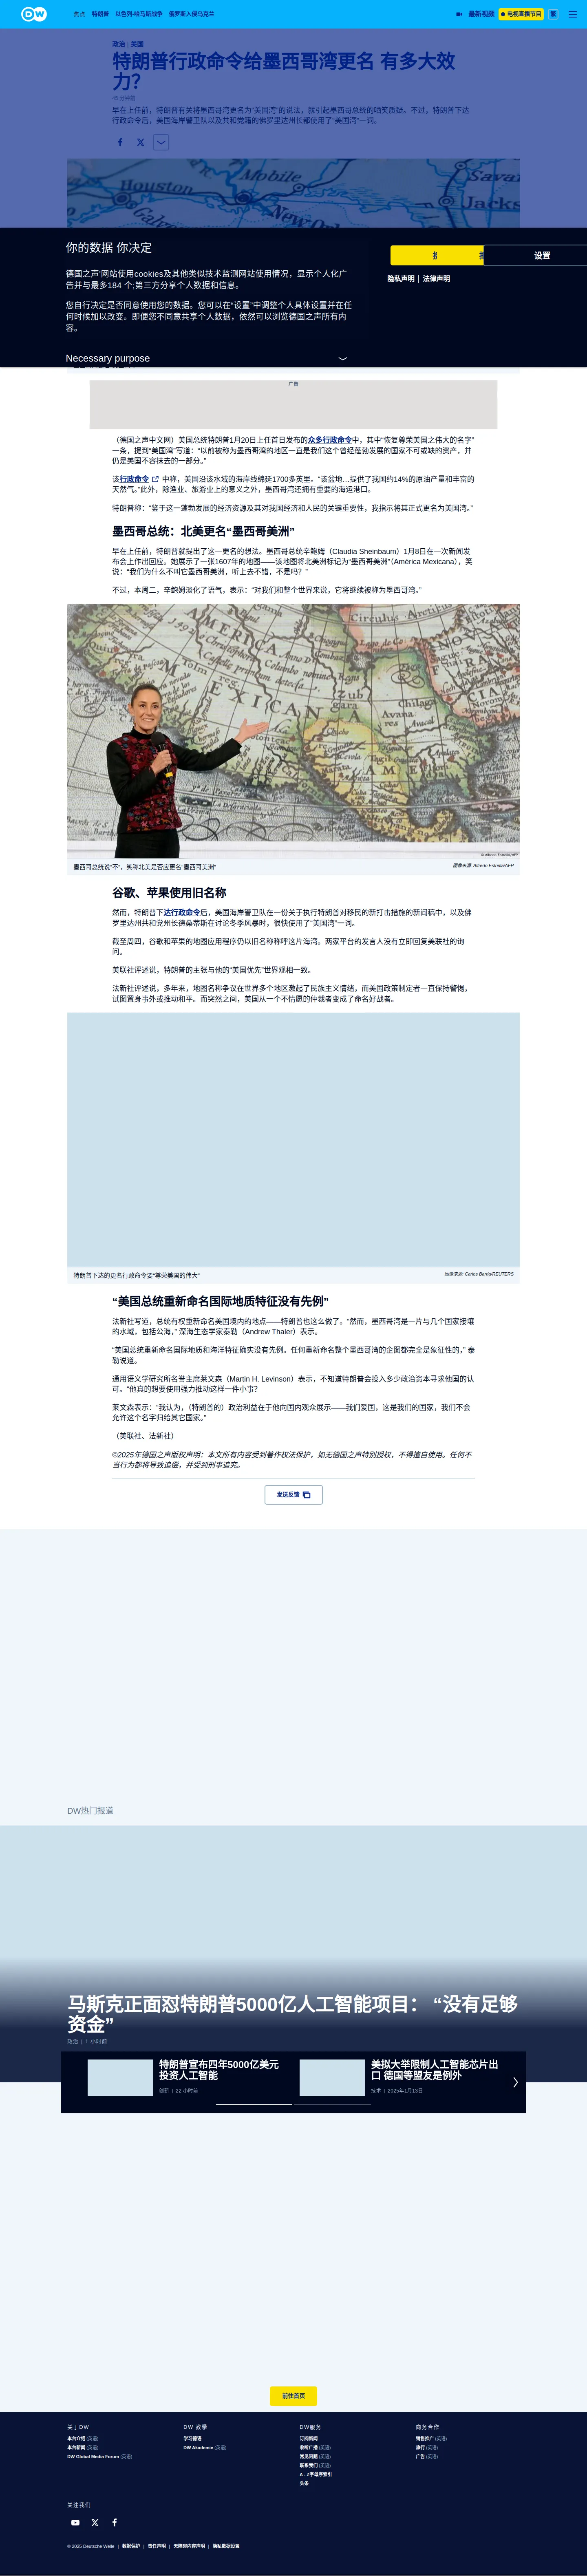 DW
焦点 特朗普 以色列-哈马斯战争 俄罗斯入侵乌克兰
最新视频 电视直播节目 繁
政治 | 美国
特朗普行政命令给墨西哥湾更名 有多大效
力？
早在上任前，特朗普有关将墨西哥湾更名为“美国湾”的说法，就引起墨西哥总统的哂笑质疑。不过，特朗普下达
行政命令后，美国海岸警卫队以及共和党籍的佛罗里达州长都使用了“美国湾”一词。
Mobile
New Or
Savan
Jacks
Galv
你的数据 你决定
德国之声"网站使用cookies及其他类似技术监测网站使用情况，显示个人化广
告并与最多184 个;第三方分享个人数据和信息。
您自行决定是否同意使用您的数据。您可以在“设置”中调整个人具体设置并在任
何时候加以改变。即便您不同意共享个人数据，依然可以浏览德国之声所有内
容。
设置
隐私声明 | 法律声明
Necessary purpose
广告
（德国之声中文网）美国总统特朗普1月20日上任首日发布的众多行政命令中，其中“恢复尊荣美国之伟大的名字”
一条，提到“美国湾”写道：“以前被称为墨西哥湾的地区一直是我们这个曾经蓬勃发展的国家不可或缺的资产，并
仍是美国不容抹去的一部分。”
该行政命令 中称，美国沿该水域的海岸线绵延1700多英里。“该盆地…提供了我国约14%的原油产量和丰富的
天然气。”此外，除渔业、旅游业上的意义之外，墨西哥湾还拥有重要的海运港口。
特朗普称：“鉴于这一蓬勃发展的经济资源及其对我国经济和人民的关键重要性，我指示将其正式更名为美国湾。”
墨西哥总统：北美更名“墨西哥美洲”
早在上任前，特朗普就提出了这一更名的想法。墨西哥总统辛鲍姆（Claudia Sheinbaum）1月8日在一次新闻发
布会上作出回应。她展示了一张1607年的地图——该地图将北美洲标记为“墨西哥美洲”（América Mexicana），笑
说：“我们为什么不叫它墨西哥美洲，听上去不错，不是吗？”
不过，本周二，辛鲍姆淡化了语气，表示：“对我们和整个世界来说，它将继续被称为墨西哥湾。”
© Alfredo Estrella/ AFP
墨西哥总统说“不”，笑称北美是否应更名“墨西哥美洲”
图像来源: Alfredo Estrella/AFP
谷歌、苹果使用旧名称
然而，特朗普下达行政命令后，美国海岸警卫队在一份关于执行特朗普对移民的新打击措施的新闻稿中，以及佛
罗里达州共和党州长德桑蒂斯在讨论冬季风暴时，很快使用了“美国湾”一词。
截至周四，谷歌和苹果的地图应用程序仍以旧名称称呼这片海湾。两家平台的发言人没有立即回复美联社的询
问。
美联社评述说，特朗普的主张与他的“美国优先”世界观相一致。
法新社评述说，多年来，地图名称争议在世界多个地区激起了民族主义情绪，而美国政策制定者一直保持警惕，
试图置身事外或推动和平。而突然之间，美国从一个不情愿的仲裁者变成了命名好战者。
特朗普下达的更名行政命令要“尊荣美国的伟大”
图像来源: Carlos Barria/REUTERS
“美国总统重新命名国际地质特征没有先例”
法新社写道，总统有权重新命名美国境内的地点——特朗普也这么做了。“然而，墨西哥湾是一片与几个国家接壤
的水域，包括公海，” 深海生态学家泰勒（Andrew Thaler）表示。
“美国总统重新命名国际地质和海洋特征确实没有先例。任何重新命名整个墨西哥湾的企图都完全是象征性的，” 泰
勒说道。
通用语义学研究所名誉主席莱文森（Martin H. Levinson）表示，不知道特朗普会投入多少政治资本寻求他国的认
可。“他真的想要使用强力推动这样一件小事？
莱文森表示：“我认为，（特朗普的）政治利益在于他向国内观众展示——我们爱国，这是我们的国家，我们不会
允许这个名字归给其它国家。”
（美联社、法新社）
©2025年德国之声版权声明：本文所有内容受到著作权法保护，如无德国之声特别授权，不得擅自使用。任何不
当行为都将导致追偿，并受到刑事追究。
发送反馈
DW热门报道
马斯克正面怼特朗普5000亿人工智能项目： “没有足够
资金”
政治 | 1 小时前
特朗普宣布四年5000亿美元
投资人工智能
创新 | 22 小时前
美拟大举限制人工智能芯片出
口 德国等盟友是例外
技术 | 2025年1月13日
前往首页
关于DW
本台介绍 (英语)
本台新闻 (英语)
DW Global Media Forum (英语)
DW 教學
学习德语
DW Akademie (英语)
DW服务
订阅新闻
收听广播 (英语)
常见问题 (英语)
联系我们 (英语)
A - Z字母序索引
头条
商务合作
销售推广 (英语)
旅行 (英语)
广告 (英语)
关注我们
© 2025 Deutsche Welle | 数据保护 | 责任声明 | 无障碍内容声明 | 隐私数据设置